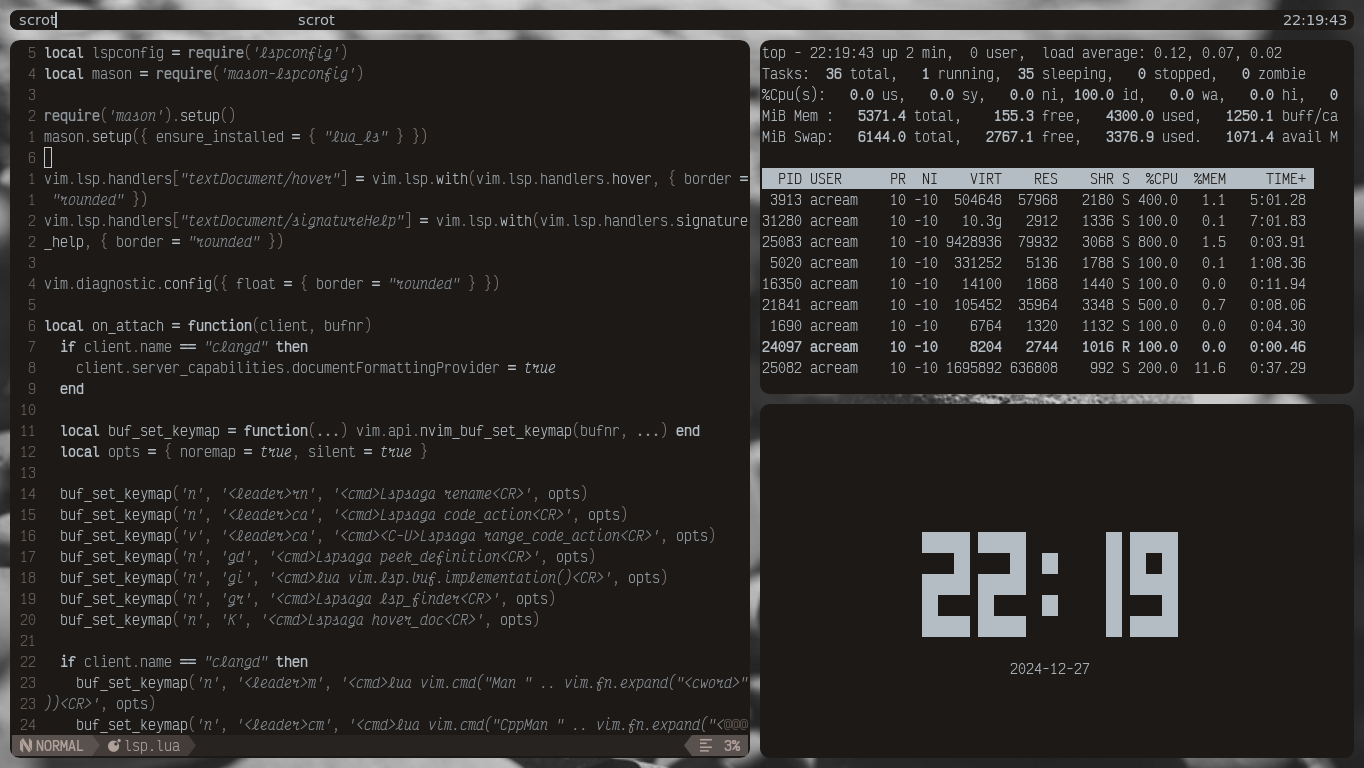 scrot scrot 22:19:43
5 local lspconfig = require('lspconfig')
4 local mason = require('mason-lspconfig')
3
2 require('mason').setup()
1 mason.setup({ ensure_installed = { "lua_ls" } })
6
1 vim.lsp.handlers["textDocument/hover"] = vim.lsp.with(vim.lsp.handlers.hover, { border =
1 "rounded" })
2 vim.lsp.handlers["textDocument/signatureHelp"] = vim.lsp.with(vim.lsp.handlers.signature
2 _help, { border = "rounded" })
3
4 vim.diagnostic.config({ float = { border = "rounded" } })
5
6 local on_attach = function(client, bufnr)
7 if client.name == "clangd" then
8 client.server_capabilities.documentFormattingProvider = true
9 end
10
11 local buf_set_keymap = function(...) vim.api.nvim_buf_set_keymap(bufnr, ...) end
12 local opts = { noremap = true, silent = true }
13
14 buf_set_keymap('n', '<leader>rn', '<cmd>Lspsaga rename<CR>', opts)
15 buf_set_keymap('n', '<leader>ca', '<cmd>Lspsaga code_action<CR>', opts)
16 buf_set_keymap('v', '<leader>ca', '<cmd><C-U>Lspsaga range_code_action<CR>', opts)
17 buf_set_keymap('n', 'gd', '<cmd>Lspsaga peek_definition<CR>', opts)
18 buf_set_keymap('n', 'gi', '<cmd>lua vim.lsp.buf.implementation()<CR>', opts)
19 buf_set_keymap('n', 'gr', '<cmd>Lspsaga lsp_finder<CR>', opts)
20 buf_set_keymap('n', 'K', '<cmd>Lspsaga hover_doc<CR>', opts)
21
22 if client.name == "clangd" then
23 buf_set_keymap('n', '<leader>m', '<cmd>lua vim.cmd("Man " .. vim.fn.expand("<cword>"
23 ))<CR>', opts)
24 buf_set_keymap('n', '<leader>cm', '<cmd>lua vim.cmd("CppMan " .. vim.fn.expand("<@@@
NORMAL lsp.lua 3%
top - 22:19:43 up 2 min, 0 user, load average: 0.12, 0.07, 0.02
Tasks: 36 total, 1 running, 35 sleeping, 0 stopped, 0 zombie
%Cpu(s): 0.0 us, 0.0 sy, 0.0 ni, 100.0 id, 0.0 wa, 0.0 hi, 0
MiB Mem : 5371.4 total, 155.3 free, 4300.0 used, 1250.1 buff/ca
MiB Swap: 6144.0 total, 2767.1 free, 3376.9 used. 1071.4 avail M
PID USER PR NI VIRT RES SHR S %CPU %MEM TIME+
3913 acream 10 -10 504648 57968 2180 S 400.0 1.1 5:01.28
31280 acream 10 -10 10.3g 2912 1336 S 100.0 0.1 7:01.83
25083 acream 10 -10 9428936 79932 3068 S 800.0 1.5 0:03.91
5020 acream 10 -10 331252 5136 1788 S 100.0 0.1 1:08.36
16350 acream 10 -10 14100 1868 1440 S 100.0 0.0 0:11.94
21841 acream 10 -10 105452 35964 3348 S 500.0 0.7 0:08.06
1690 acream 10 -10 6764 1320 1132 S 100.0 0.0 0:04.30
24097 acream 10 -10 8204 2744 1016 R 100.0 0.0 0:00.46
25082 acream 10 -10 1695892 636808 992 S 200.0 11.6 0:37.29
22:19
2024-12-27